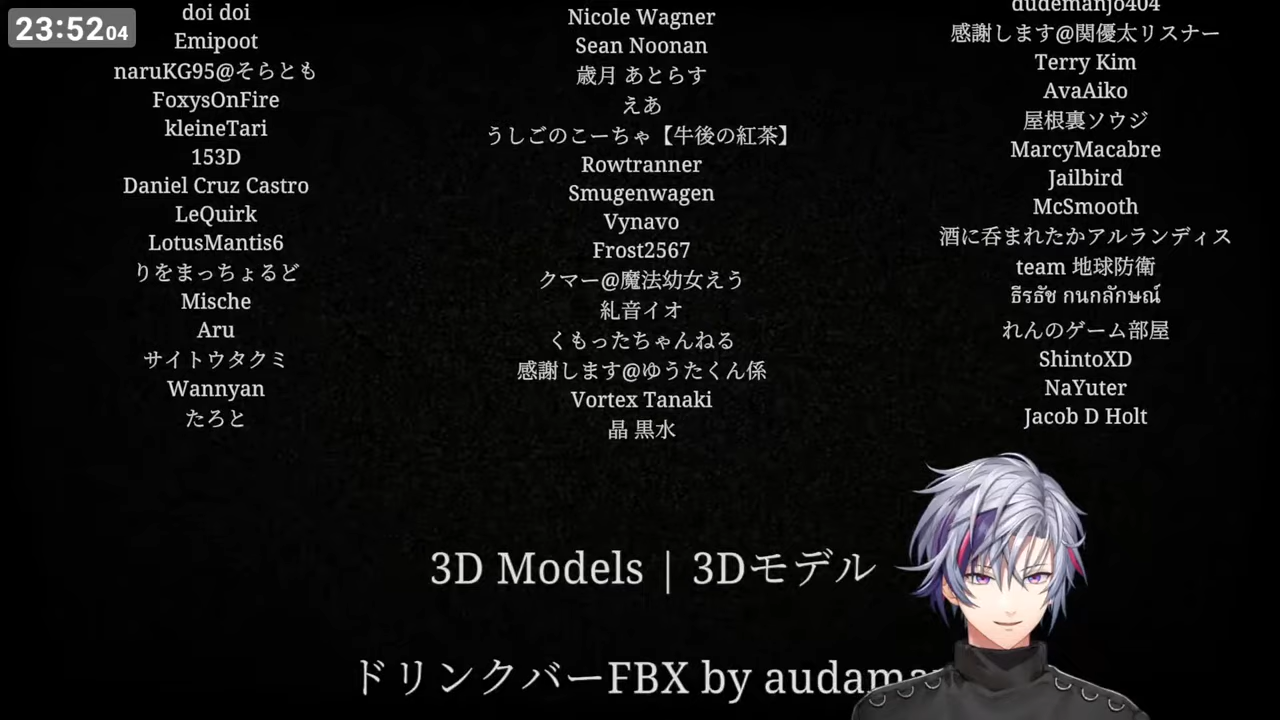 23:5204
doi doi
Emipoot
naruKG95@そらとも
FoxysOnFire
kleineTari
153D
Daniel Cruz Castro
LeQuirk
LotusMantis6
りをまっちょるど
Mische
Aru
サイトウタクミ
Wannyan
たろと
Nicole Wagner
Sean Noonan
歳月 あとらす
えあ
うしごのこーちゃ【牛後の紅茶】
Rowtranner
Smugenwagen
Vynavo
Frost2567
クマー@魔法幼女えう
糺音イオ
くもったちゃんねる
感謝します@ゆうたくん係
Vortex Tanaki
晶 黒水
dudemanjo404
感謝します@関優太リスナー
Terry Kim
AvaAiko
屋根裏ソウジ
MarcyMacabre
Jailbird
McSmooth
酒に呑まれたかアルランディス
team 地球防衛
ธีรธัช กนกลักษณ์
れんのゲーム部屋
ShintoXD
NaYuter
Jacob D Holt
3D Models | 3Dモデル
ドリンクバーFBX by